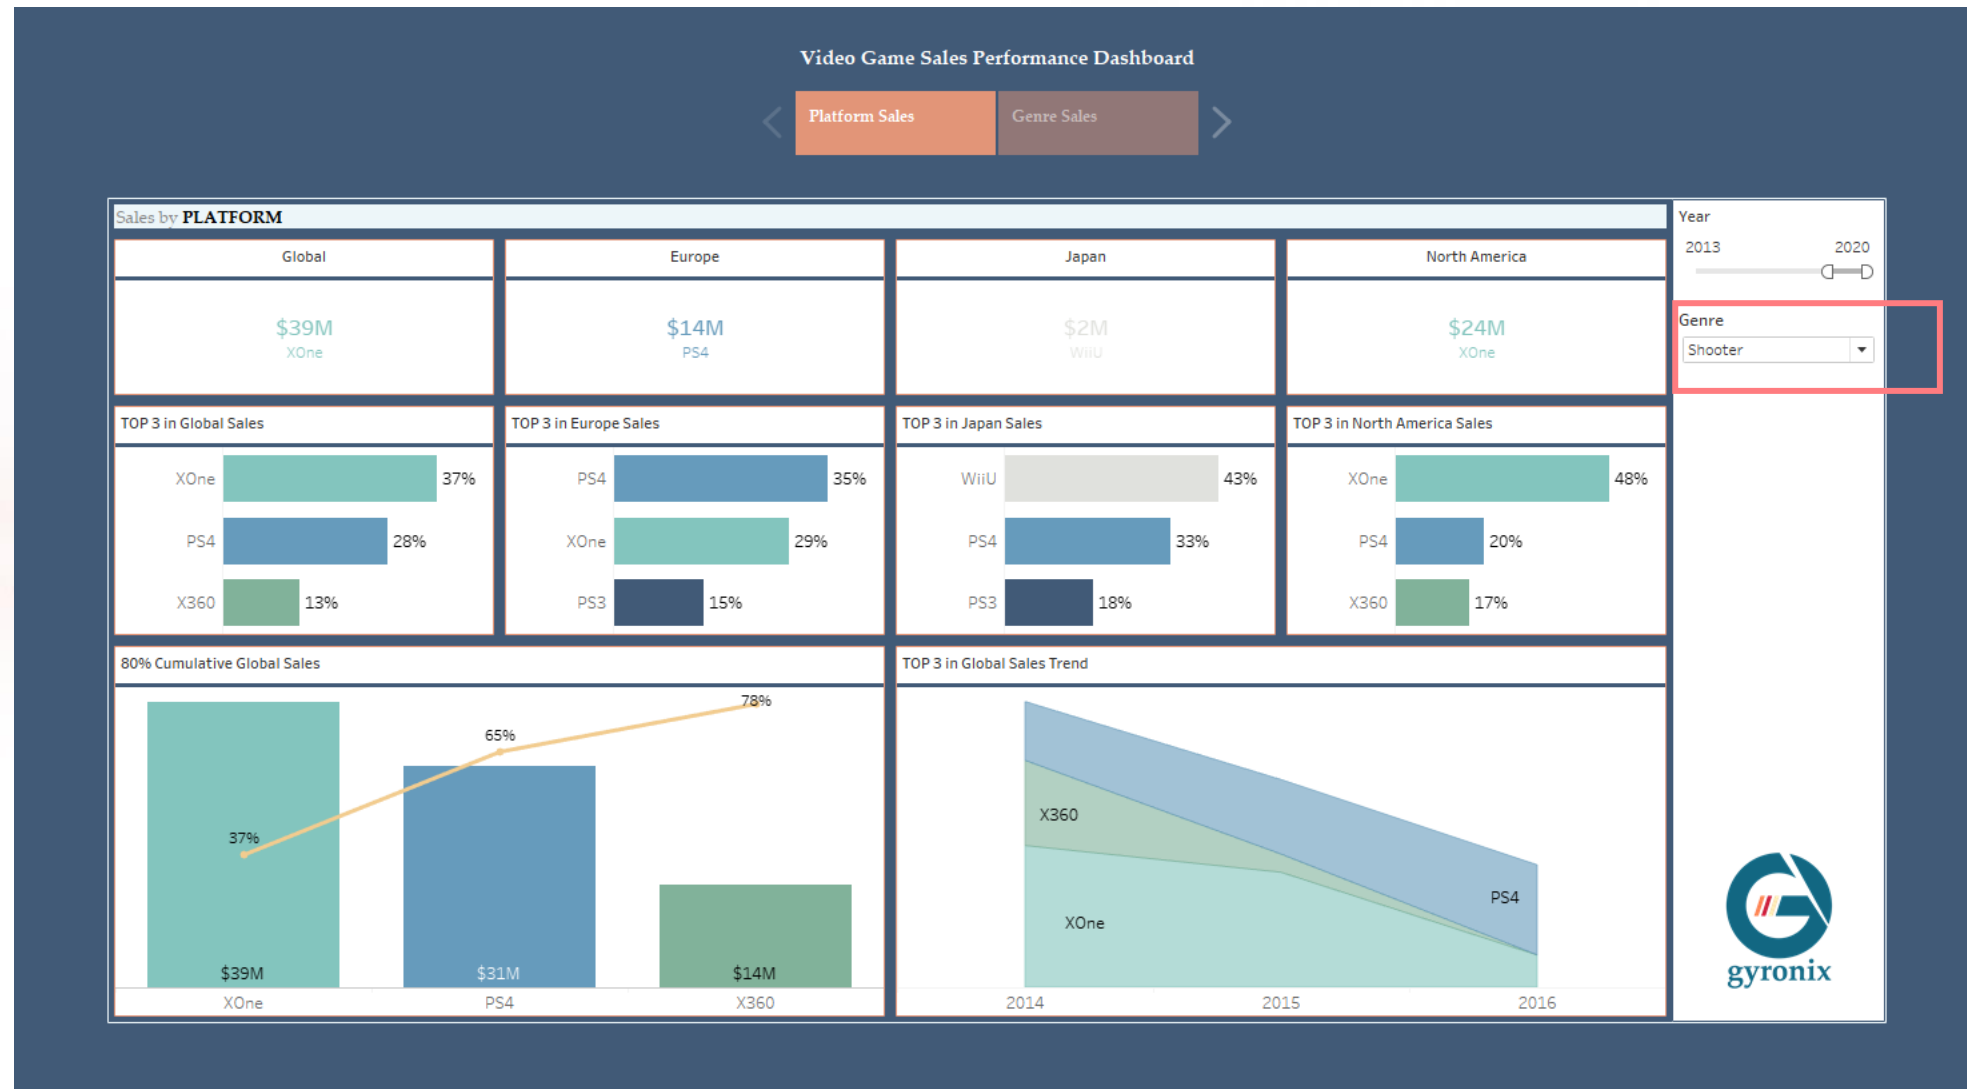 Video Game Sales Performance Dashboard
Platform Sales
Genre Sales
Sales by PLATFORM
Global
Europe
Japan
North America
$39M
XOne
$14M
PS4
$2M
WiiU
$24M
XOne
Year
2013 2020
Genre
Shooter
TOP 3 in Global Sales
XOne 37%
PS4 28%
X360 13%
TOP 3 in Europe Sales
PS4 35%
XOne 29%
PS3 15%
TOP 3 in Japan Sales
WiiU 43%
PS4 33%
PS3 18%
TOP 3 in North America Sales
XOne 48%
PS4 20%
X360 17%
80% Cumulative Global Sales
78%
65%
37%
$39M $31M $14M
XOne PS4 X360
TOP 3 in Global Sales Trend
X360
PS4
XOne
2014 2015 2016
gyronix